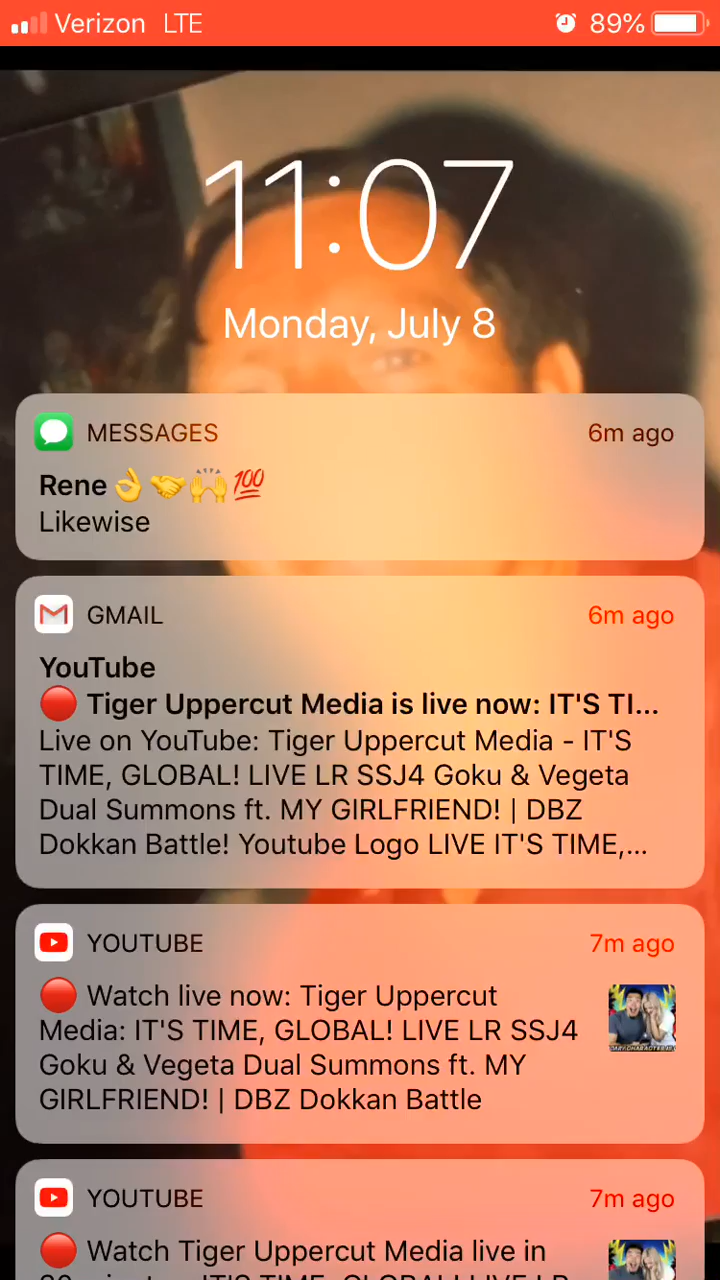 Verizon LTE 89%
11:07
Monday, July 8
MESSAGES 6m ago
Rene👌🤝🙌💯
Likewise
GMAIL 6m ago
YouTube
🔴 Tiger Uppercut Media is live now: IT'S TI...
Live on YouTube: Tiger Uppercut Media - IT'S
TIME, GLOBAL! LIVE LR SSJ4 Goku & Vegeta
Dual Summons ft. MY GIRLFRIEND! | DBZ
Dokkan Battle! Youtube Logo LIVE IT'S TIME,...
YOUTUBE 7m ago
🔴 Watch live now: Tiger Uppercut
Media: IT'S TIME, GLOBAL! LIVE LR SSJ4
Goku & Vegeta Dual Summons ft. MY
GIRLFRIEND! | DBZ Dokkan Battle
YOUTUBE 7m ago
🔴 Watch Tiger Uppercut Media live in